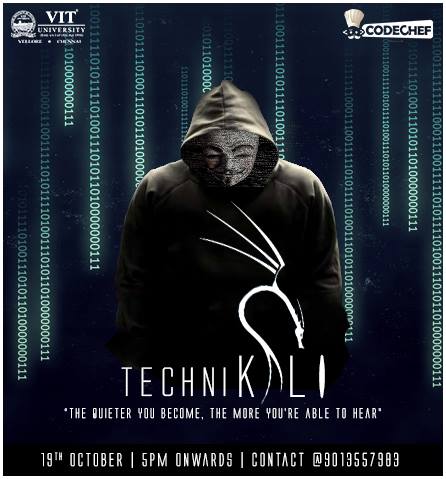 VIT®
UNIVERSITY
VELLORE • CHENNAI
CODECHEF
TECHNIKALI
"THE QUIETER YOU BECOME, THE MORE YOU'RE ABLE TO HEAR"
19TH OCTOBER | 5PM ONWARDS | CONTACT @9013557983